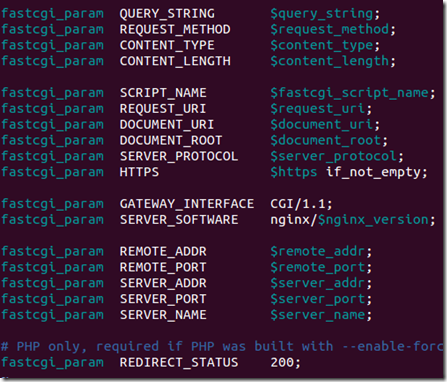 fastcgi_param  QUERY_STRING       $query_string;
fastcgi_param  REQUEST_METHOD     $request_method;
fastcgi_param  CONTENT_TYPE       $content_type;
fastcgi_param  CONTENT_LENGTH     $content_length;
fastcgi_param  SCRIPT_NAME        $fastcgi_script_name;
fastcgi_param  REQUEST_URI        $request_uri;
fastcgi_param  DOCUMENT_URI       $document_uri;
fastcgi_param  DOCUMENT_ROOT      $document_root;
fastcgi_param  SERVER_PROTOCOL    $server_protocol;
fastcgi_param  HTTPS              $https if_not_empty;
fastcgi_param  GATEWAY_INTERFACE  CGI/1.1;
fastcgi_param  SERVER_SOFTWARE    nginx/$nginx_version;
fastcgi_param  REMOTE_ADDR        $remote_addr;
fastcgi_param  REMOTE_PORT        $remote_port;
fastcgi_param  SERVER_ADDR        $server_addr;
fastcgi_param  SERVER_PORT        $server_port;
fastcgi_param  SERVER_NAME        $server_name;
# PHP only, required if PHP was built with --enable-forc
fastcgi_param  REDIRECT_STATUS    200;